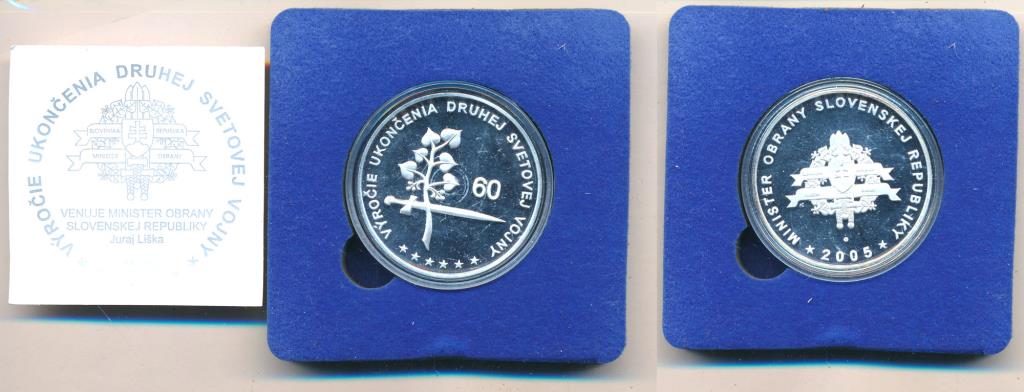 VÝROČIE UKONČENIA DRUHEJ SVETOVEJ VOJNY
SLOVENSKÁ REPUBLIKA
MINISTER OBRANY
VENUJE MINISTER OBRANY
SLOVENSKEJ REPUBLIKY
Juraj Liška
VÝROČIE UKONČENIA DRUHEJ SVETOVEJ VOJNY
60
MINISTER OBRANY SLOVENSKEJ REPUBLIKY
2005